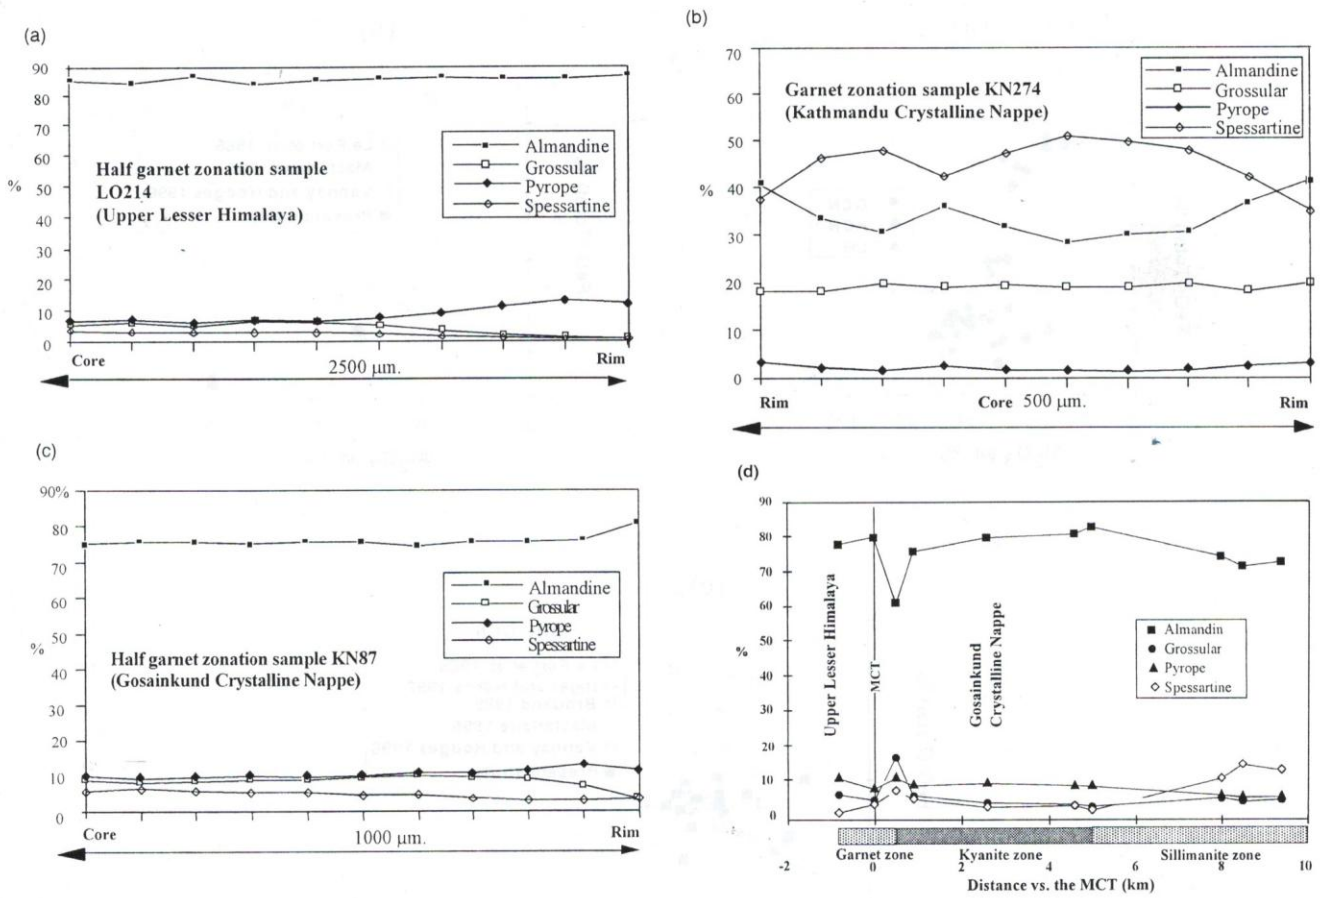 (a)
90
80
70
60
50
40
30
20
10
0
%
Half garnet zonation sample
LO214
(Upper Lesser Himalaya)
Almandine
Grossular
Pyrope
Spessartine
Core
2500 µm.
Rim
(b)
70
60
50
40
30
20
10
0
%
Garnet zonation sample KN274
(Kathmandu Crystalline Nappe)
Almandine
Grossular
Pyrope
Spessartine
Rim
Core 500 µm.
Rim
(c)
90%
80
70
60
50
40
30
20
10
0
%
Half garnet zonation sample KN87
(Gosainkund Crystalline Nappe)
Almandine
Grossular
Pyrope
Spessartine
Core
1000 µm.
Rim
(d)
90
80
70
60
50
40
30
20
10
0
%
Upper Lesser Himalaya
MCT
Gosainkund
Crystalline Nappe
Almandin
Grossular
Pyrope
Spessartine
Garnet zone
Kyanite zone
Sillimanite zone
-2 0 2 4 6 8 10
Distance vs. the MCT (km)